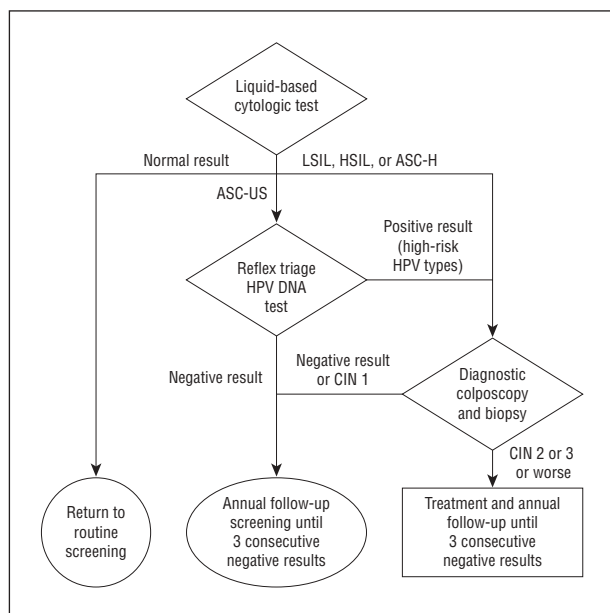 Liquid-based
cytologic test
Normal result
LSIL, HSIL, or ASC-H
ASC-US
Positive result
(high-risk
HPV types)
Reflex triage
HPV DNA
test
Negative result
Negative result
or CIN 1
Diagnostic
colposcopy
and biopsy
CIN 2 or 3
or worse
Return to
routine
screening
Annual follow-up
screening until
3 consecutive
negative results
Treatment and annual
follow-up until
3 consecutive
negative results